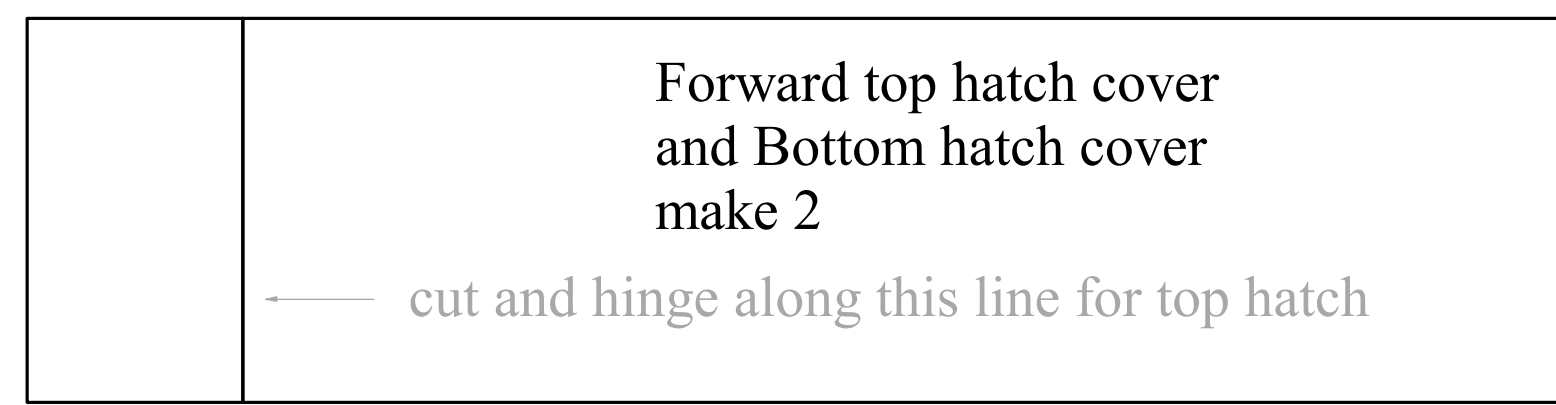 Forward top hatch cover
and Bottom hatch cover
make 2
cut and hinge along this line for top hatch